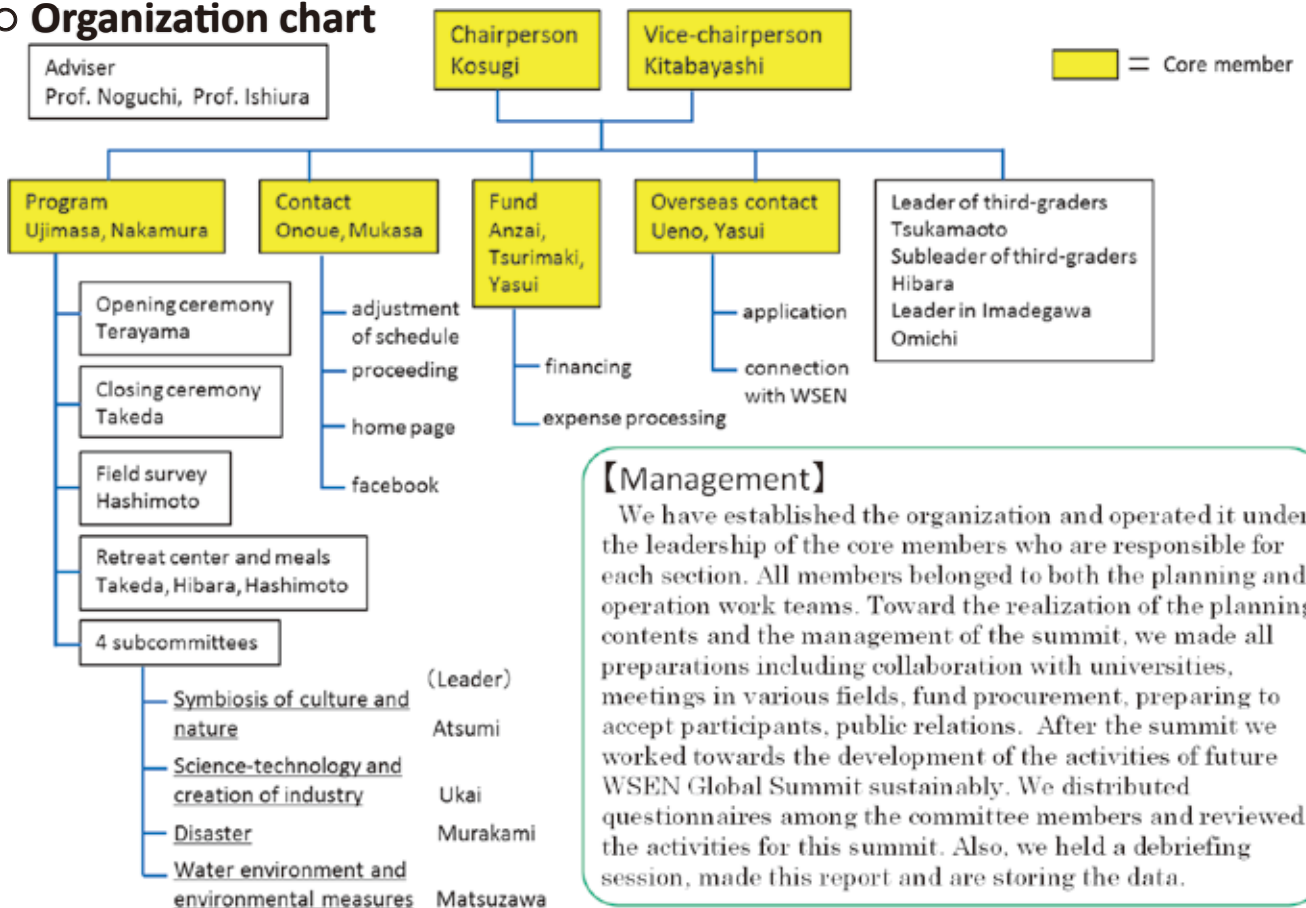 ○ Organization chart
Adviser
Prof. Noguchi, Prof. Ishiura
Chairperson
Kosugi
Vice-chairperson
Kitabayashi
= Core member
Program
Ujimasa, Nakamura
Contact
Onoue, Mukasa
Fund
Anzai,
Tsurimaki,
Yasui
Overseas contact
Ueno, Yasui
Leader of third-graders
Tsukamaoto
Subleader of third-graders
Hibara
Leader in Imadegawa
Omichi
Opening ceremony
Terayama
Closing ceremony
Takeda
Field survey
Hashimoto
Retreat center and meals
Takeda, Hibara, Hashimoto
4 subcommittees
(Leader)
Symbiosis of culture and
nature Atsumi
Science-technology and
creation of industry Ukai
Disaster Murakami
Water environment and
environmental measures Matsuzawa
adjustment
of schedule
proceeding
home page
facebook
financing
expense processing
application
connection
with WSEN
【Management】
We have established the organization and operated it under
the leadership of the core members who are responsible for
each section. All members belonged to both the planning and
operation work teams. Toward the realization of the planning
contents and the management of the summit, we made all
preparations including collaboration with universities,
meetings in various fields, fund procurement, preparing to
accept participants, public relations. After the summit we
worked towards the development of the activities of future
WSEN Global Summit sustainably. We distributed
questionnaires among the committee members and reviewed
the activities for this summit. Also, we held a debriefing
session, made this report and are storing the data.